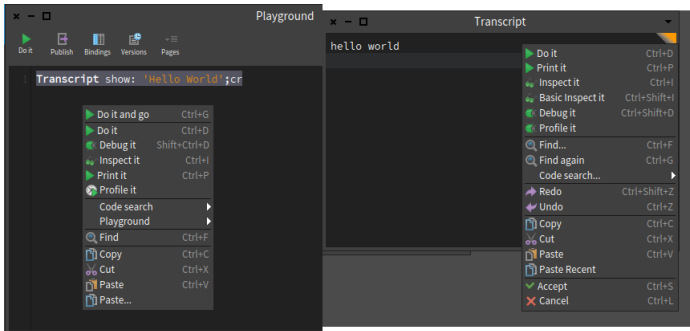 Playground
Do it
Publish
Bindings
Versions
Pages
1 Transcript show: 'Hello World';cr
Do it and go Ctrl+G
Do it Ctrl+D
Debug it Shift+Ctrl+D
Inspect it Ctrl+I
Print it Ctrl+P
Profile it
Code search
Playground
Find Ctrl+F
Copy Ctrl+C
Cut Ctrl+X
Paste Ctrl+V
Paste...
Transcript
hello world
Do it Ctrl+D
Print it Ctrl+P
Inspect it Ctrl+I
Basic Inspect it Ctrl+Shift+I
Debug it Ctrl+Shift+D
Profile it
Find... Ctrl+F
Find again Ctrl+G
Code search...
Redo Ctrl+Shift+Z
Undo Ctrl+Z
Copy Ctrl+C
Cut Ctrl+X
Paste Ctrl+V
Paste Recent
Accept Ctrl+S
Cancel Ctrl+L